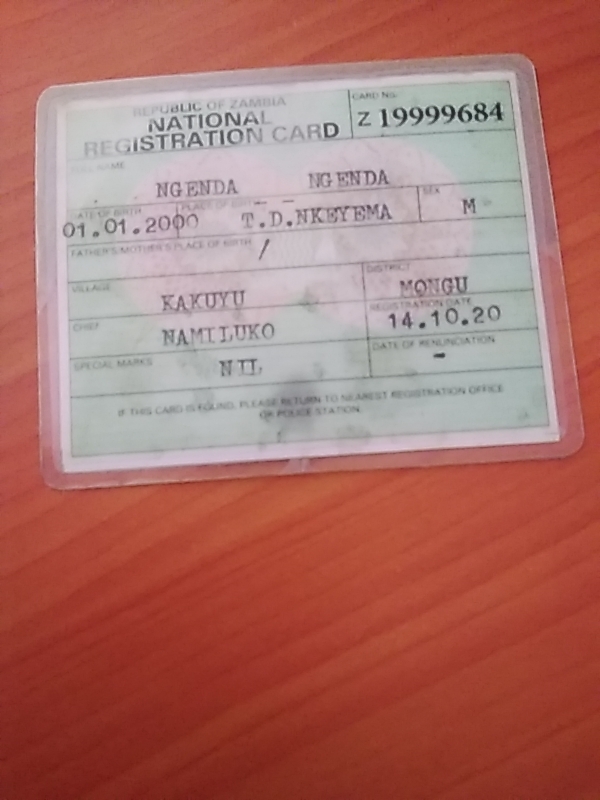 REPUBLIC OF ZAMBIA
NATIONAL
REGISTRATION CARD
CARD No.
Z 19999684
FULL NAME
NGENDA NGENDA
DATE OF BIRTH PLACE OF BIRTH SEX
01.01.2000 T.D.NKEYEMA M
FATHER'S/MOTHER'S PLACE OF BIRTH
/
VILLAGE DISTRICT
KAKUYU MONGU
CHIEF REGISTRATION DATE
NAMILUKO 14.10.20
SPECIAL MARKS DATE OF RENUNCIATION
NIL -
IF THIS CARD IS FOUND, PLEASE RETURN TO NEAREST REGISTRATION OFFICE
OR POLICE STATION.